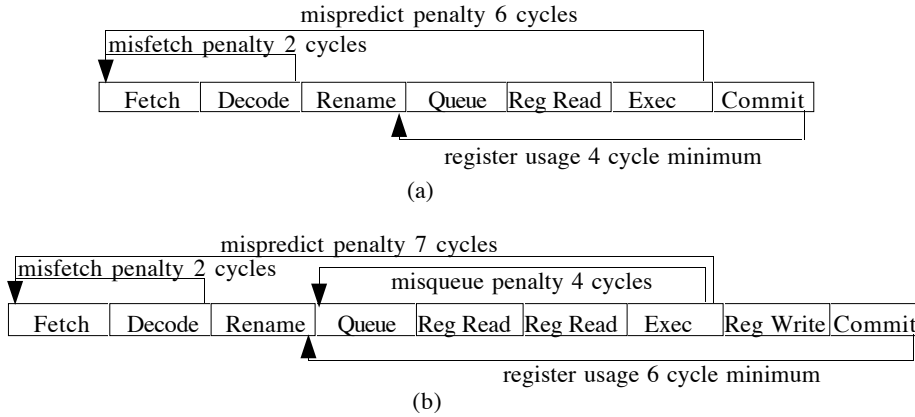 mispredict penalty 6 cycles
misfetch penalty 2 cycles
Fetch Decode Rename Queue Reg Read Exec Commit
register usage 4 cycle minimum
(a)
mispredict penalty 7 cycles
misfetch penalty 2 cycles
misqueue penalty 4 cycles
Fetch Decode Rename Queue Reg Read Reg Read Exec Reg Write Commit
register usage 6 cycle minimum
(b)